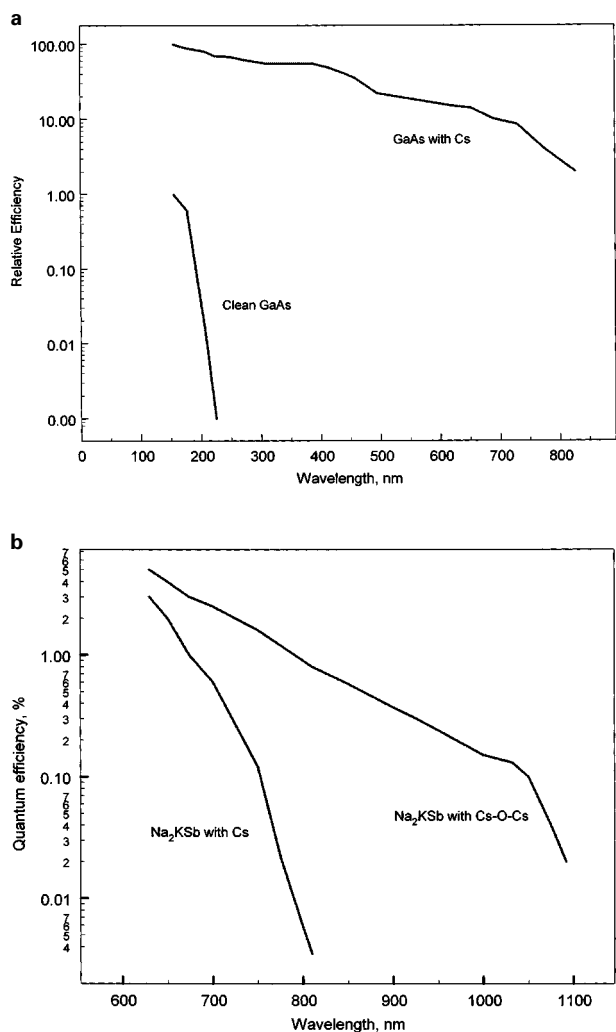 a
100.00
10.00
1.00
0.10
0.01
0.00
Relative Efficiency
GaAs with Cs
Clean GaAs
0 100 200 300 400 500 600 700 800
Wavelength, nm
b
7
6
5
4
3
2
1.00
7
6
5
4
3
2
0.10
7
6
5
4
3
2
0.01
7
6
5
4
Quantum efficiency, %
Na₂KSb with Cs
Na₂KSb with Cs-O-Cs
600 700 800 900 1000 1100
Wavelength, nm